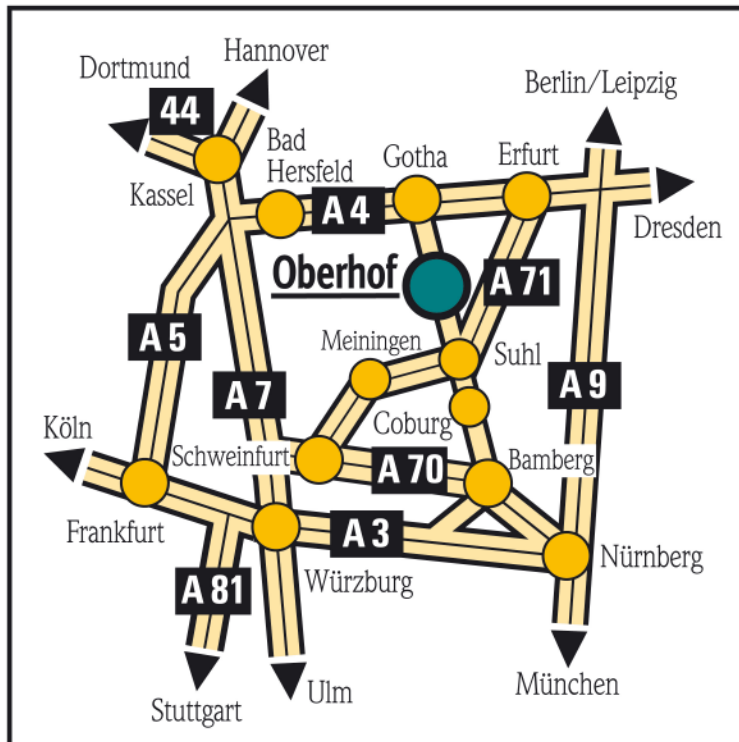 Hannover
Dortmund
44
Berlin/Leipzig
Bad
Hersfeld
Gotha
Erfurt
Kassel
A 4
Dresden
Oberhof
A 71
A 5
Meiningen
Suhl
A 7
A 9
Köln
Coburg
Schweinfurt
A 70
Bamberg
Frankfurt
A 3
Nürnberg
A 81
Würzburg
Stuttgart
Ulm
München